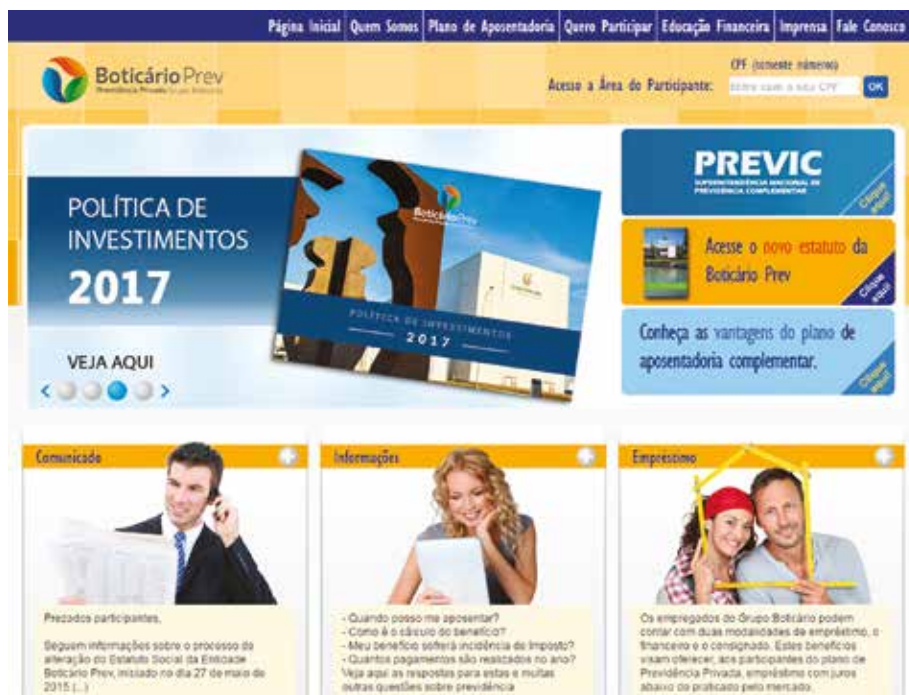 Página Inicial | Quem Somos | Plano de Aposentadoria | Quero Participar | Educação Financeira | Imprensa | Fale Conosco
Boticário Prev
Previdência Privada Grupo Boticário
CPF (somente números)
Acesso a Área do Participante:
Entre com o seu CPF
OK
POLÍTICA DE
INVESTIMENTOS
2017
VEJA AQUI
Boticário Prev
POLÍTICA DE INVESTIMENTOS
2017
PREVIC
SUPERINTENDÊNCIA NACIONAL DE
PREVIDÊNCIA COMPLEMENTAR
Clique
aqui!
Acesse o novo estatuto da
Boticário Prev
Clique
aqui!
Conheça as vantagens do plano de
aposentadoria complementar.
Clique
aqui!
Comunicado
Prezados participantes,
Seguem informações sobre o processo de
alteração do Estatuto Social da Entidade
Boticário Prev, iniciado no dia 27 de maio de
2015 (...)
Informações
- Quando posso me aposentar?
- Como é o cálculo do benefício?
- Meu benefício sofrerá incidência de Imposto?
- Quantos pagamentos são realizados no ano?
Veja aqui as respostas para estas e muitas
outras questões sobre previdência
Empréstimo
Os empregados do Grupo Boticário podem
contar com duas modalidades de empréstimo, o
financeiro e o consignado. Estes benefícios
visam oferecer, aos participantes do plano de
Previdência Privada, empréstimo com juros
abaixo do praticado pelo mercado.